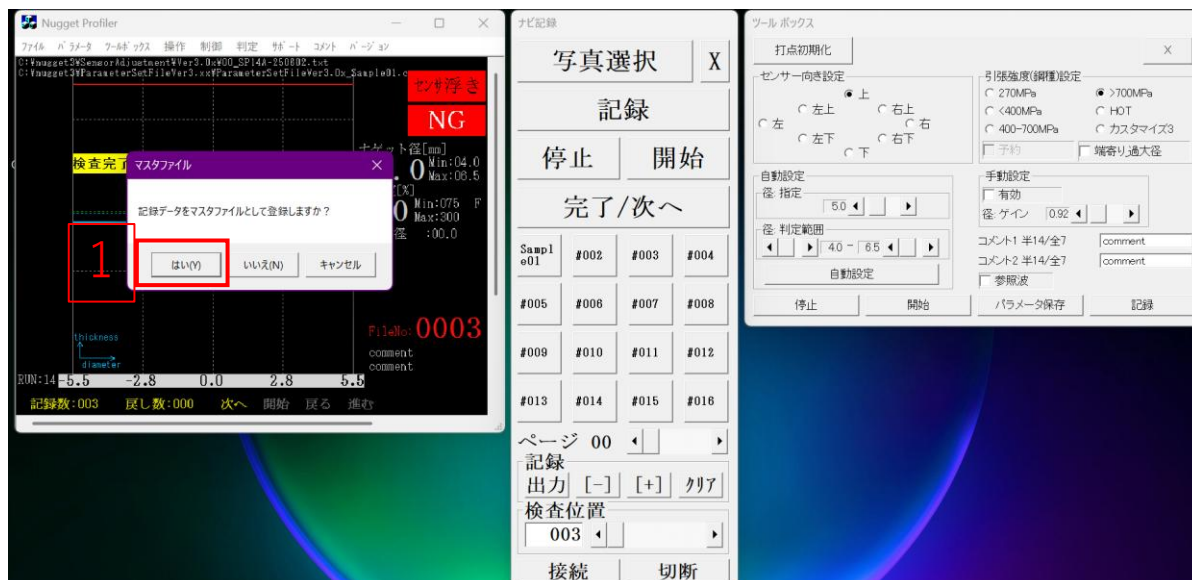 Nugget Profiler
ファイル パラメータ ツールボックス 操作 制御 判定 サポート コメント バージョン
C:¥nugget3¥SensorAdjustment¥Ver3.0x¥00_SP14A-250802.txt
C:¥nugget3¥ParameterSetFile¥Ver3.xx¥ParameterSetFileVer3.0x_Sample01.c
センサ浮き
NG
ナゲット径[mm]
Min:04.0
.0 Max:06.5
検査完了
[%]
0 Min:075 F
Max:300
径 :00.0
マスタファイル
記録データをマスタファイルとして登録しますか?
1
はい(Y) いいえ(N) キャンセル
thickness
diameter
FileNo:0003
comment
comment
RUN:14 -5.5 -2.8 0.0 2.8 5.5
記録数:003 戻し数:000 次へ 開始 戻る 進む
ナビ記録
写真選択 X
記録
停止 開始
完了/次へ
Sampl
e01 #002 #003 #004
#005 #006 #007 #008
#009 #010 #011 #012
#013 #014 #015 #016
ページ 00
記録
出力 [-] [+] クリア
検査位置
003
接続 切断
ツール ボックス
打点初期化 X
センサー向き設定
上
左上 右上
左 右
左下 右下
下
引張強度(鋼種)設定
270MPa >700MPa
<400MPa HOT
400-700MPa カスタマイズ3
予約 端寄り過大径
自動設定
径: 指定
5.0
径: 判定範囲
4.0 - 6.5
自動設定
手動設定
有効
径: ゲイン 0.92
コメント1 半14/全7 comment
コメント2 半14/全7 comment
参照波
停止 開始 パラメータ保存 記録